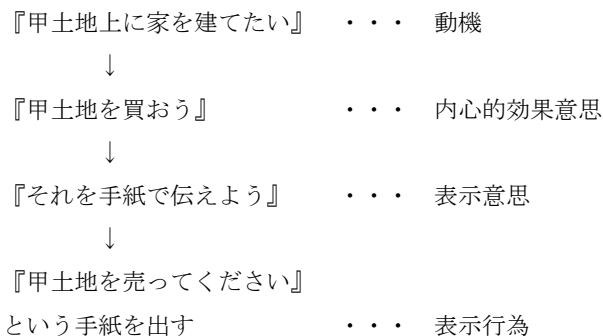 『甲土地上に家を建てたい』 ・・・ 動機
↓
『甲土地を買おう』 ・・・ 内心的効果意思
↓
『それを手紙で伝えよう』 ・・・ 表示意思
↓
『甲土地を売ってください』
という手紙を出す ・・・ 表示行為